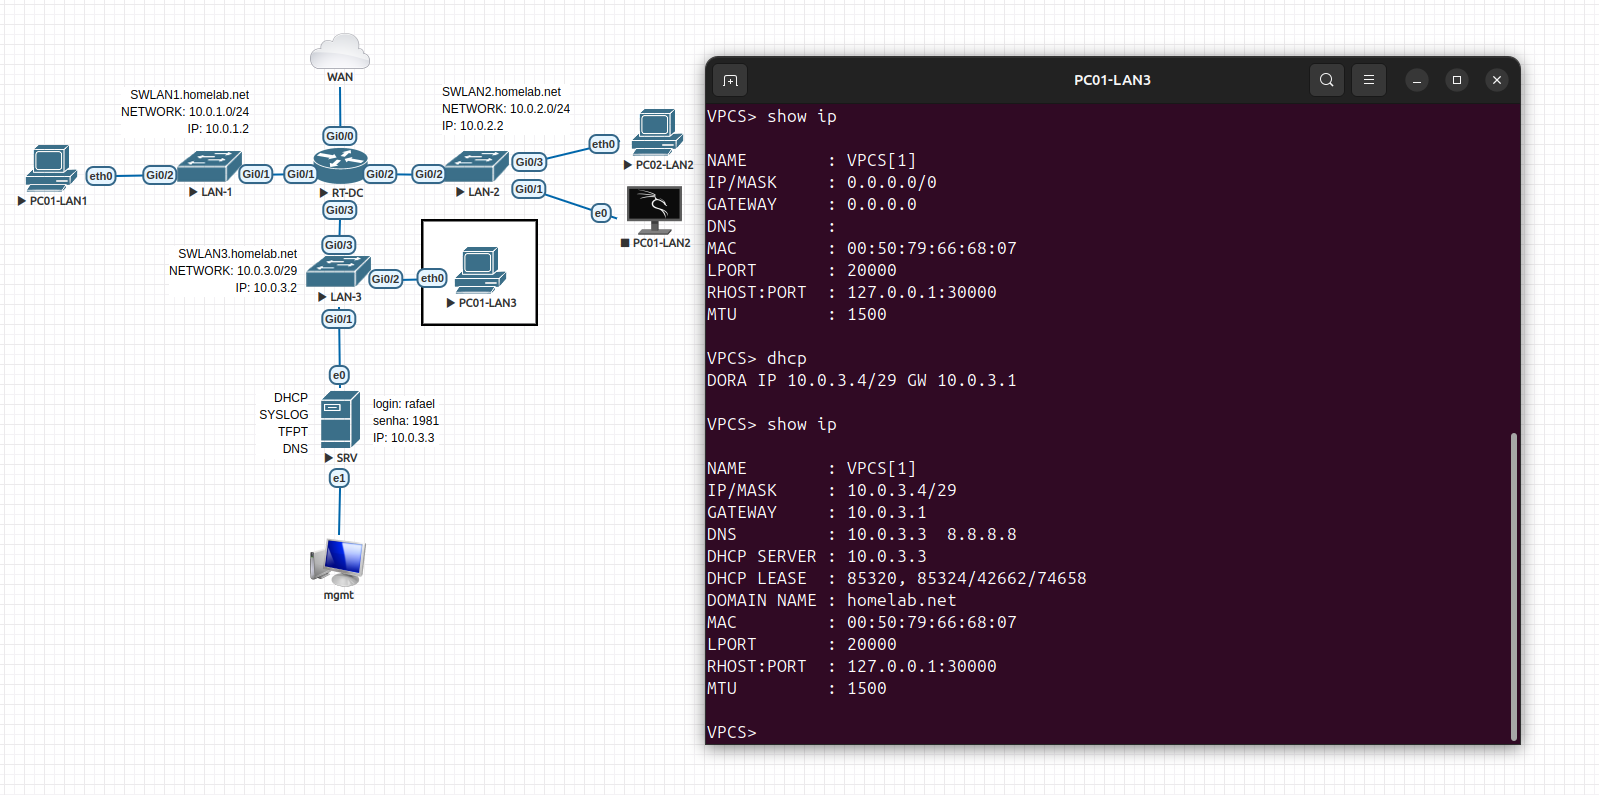 WAN
SWLAN1.homelab.net
NETWORK: 10.0.1.0/24
IP: 10.0.1.2
SWLAN2.homelab.net
NETWORK: 10.0.2.0/24
IP: 10.0.2.2
Gi0/0
eth0
PC02-LAN2
eth0
Gi0/2
Gi0/1
Gi0/1
Gi0/2
Gi0/2
Gi0/3
Gi0/1
PC01-LAN1
LAN-1
RT-DC
LAN-2
e0
PC01-LAN2
Gi0/3
Gi0/3
SWLAN3.homelab.net
NETWORK: 10.0.3.0/29
IP: 10.0.3.2
Gi0/2
eth0
LAN-3
PC01-LAN3
Gi0/1
e0
DHCP
SYSLOG
TFPT
DNS
login: rafael
senha: 1981
IP: 10.0.3.3
SRV
e1
mgmt
PC01-LAN3
VPCS> show ip
NAME : VPCS[1]
IP/MASK : 0.0.0.0/0
GATEWAY : 0.0.0.0
DNS :
MAC : 00:50:79:66:68:07
LPORT : 20000
RHOST:PORT : 127.0.0.1:30000
MTU : 1500
VPCS> dhcp
DORA IP 10.0.3.4/29 GW 10.0.3.1
VPCS> show ip
NAME : VPCS[1]
IP/MASK : 10.0.3.4/29
GATEWAY : 10.0.3.1
DNS : 10.0.3.3 8.8.8.8
DHCP SERVER : 10.0.3.3
DHCP LEASE : 85320, 85324/42662/74658
DOMAIN NAME : homelab.net
MAC : 00:50:79:66:68:07
LPORT : 20000
RHOST:PORT : 127.0.0.1:30000
MTU : 1500
VPCS>